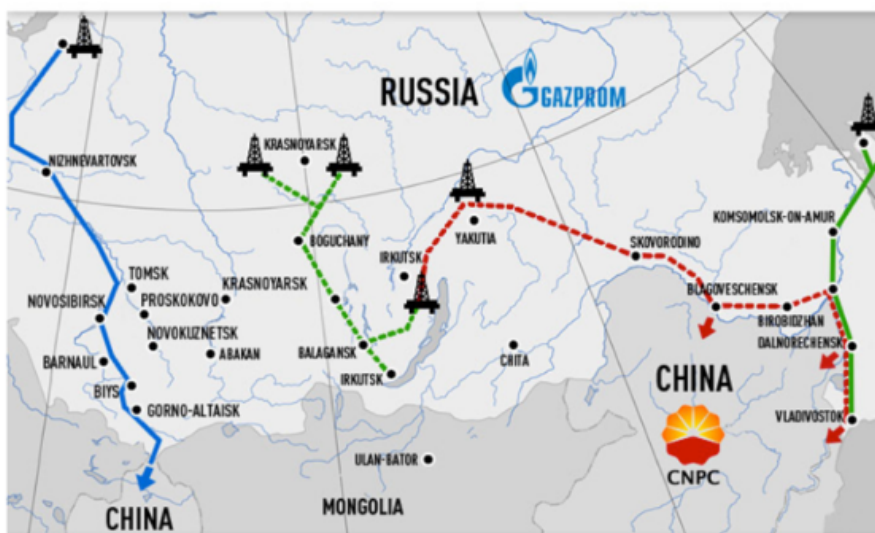 RUSSIA
GAZPROM
KRASNOYARSK
NIZHNEVARTOVSK
KOMSOMOLSK-ON-AMUR
YAKUTIA
BOGUCHANY
SKOVORODINO
IRKUTSK
TOMSK
KRASNOYARSK
BLAGOVESCHENSK
NOVOSIBIRSK
PROSKOKOVO
BIROBIDZHAN
NOVOKUZNETSK
DALNORECHENSK
BALAGANSK
ABAKAN
CHITA
BARNAUL
IRKUTSK
CHINA
BIYS
GORNO-ALTAISK
VLADIVOSTOK
ULAN-BATOR
CNPC
MONGOLIA
CHINA